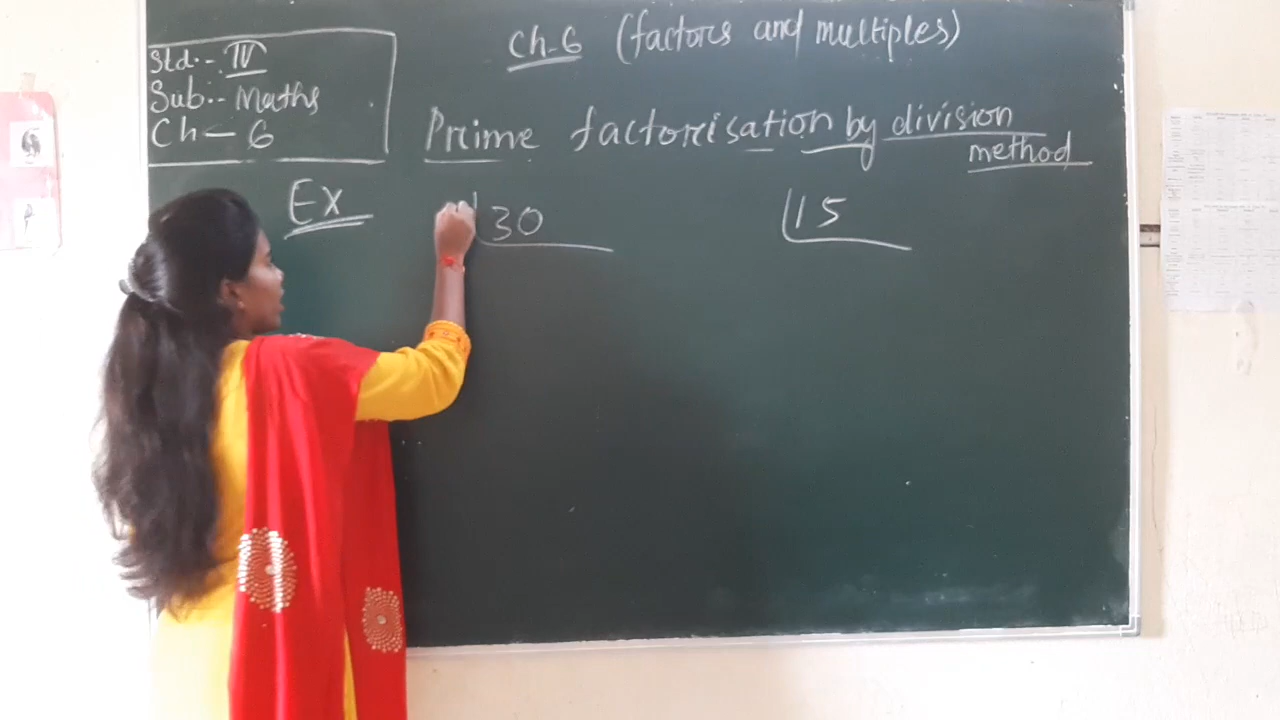 Std.- IV
Sub:- Maths
Ch - 6
Ch-6 (factors and multiples)
Prime factorisation by division
method
Ex
30
15